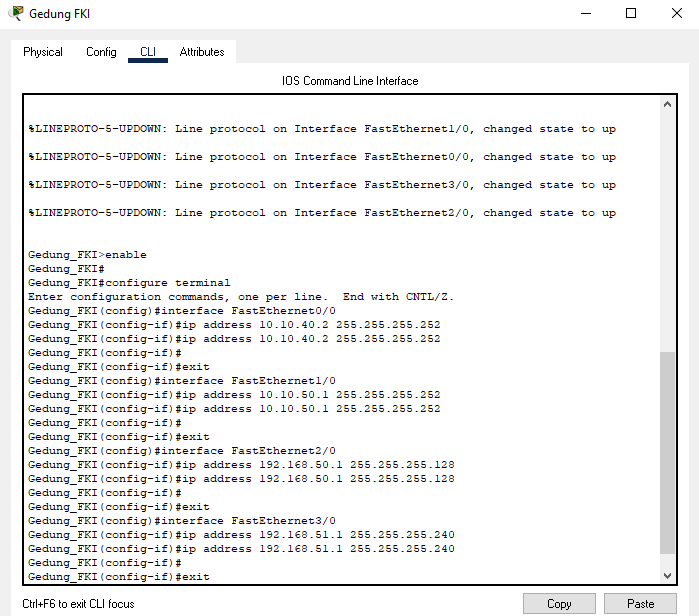 Gedung FKI
Physical Config CLI Attributes
IOS Command Line Interface
%LINEPROTO-5-UPDOWN: Line protocol on Interface FastEthernet1/0, changed state to up
%LINEPROTO-5-UPDOWN: Line protocol on Interface FastEthernet0/0, changed state to up
%LINEPROTO-5-UPDOWN: Line protocol on Interface FastEthernet3/0, changed state to up
%LINEPROTO-5-UPDOWN: Line protocol on Interface FastEthernet2/0, changed state to up
Gedung_FKI>enable
Gedung_FKI#
Gedung_FKI#configure terminal
Enter configuration commands, one per line.  End with CNTL/Z.
Gedung_FKI(config)#interface FastEthernet0/0
Gedung_FKI(config-if)#ip address 10.10.40.2 255.255.255.252
Gedung_FKI(config-if)#ip address 10.10.40.2 255.255.255.252
Gedung_FKI(config-if)#
Gedung_FKI(config-if)#exit
Gedung_FKI(config)#interface FastEthernet1/0
Gedung_FKI(config-if)#ip address 10.10.50.1 255.255.255.252
Gedung_FKI(config-if)#ip address 10.10.50.1 255.255.255.252
Gedung_FKI(config-if)#
Gedung_FKI(config-if)#exit
Gedung_FKI(config)#interface FastEthernet2/0
Gedung_FKI(config-if)#ip address 192.168.50.1 255.255.255.128
Gedung_FKI(config-if)#ip address 192.168.50.1 255.255.255.128
Gedung_FKI(config-if)#
Gedung_FKI(config-if)#exit
Gedung_FKI(config)#interface FastEthernet3/0
Gedung_FKI(config-if)#ip address 192.168.51.1 255.255.255.240
Gedung_FKI(config-if)#ip address 192.168.51.1 255.255.255.240
Gedung_FKI(config-if)#
Gedung_FKI(config-if)#exit
Ctrl+F6 to exit CLI focus
Copy Paste